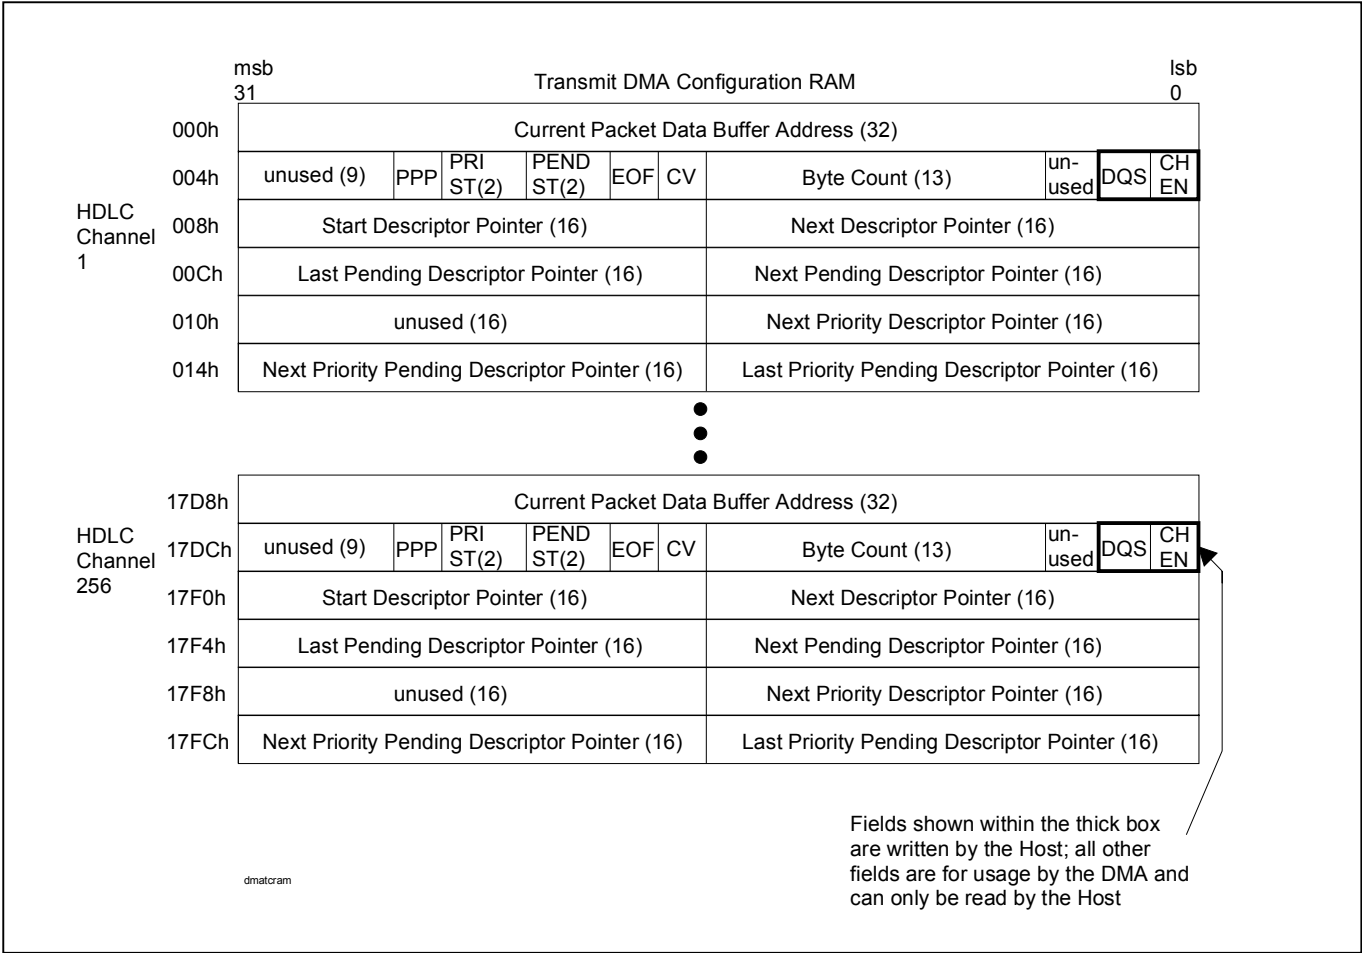 msb
31
Transmit DMA Configuration RAM
lsb
0
HDLC
Channel
1
000h
Current Packet Data Buffer Address (32)
004h
unused (9)
PPP
PRI
ST(2)
PEND
ST(2)
EOF
CV
Byte Count (13)
un-
used
DQS
CH
EN
008h
Start Descriptor Pointer (16)
Next Descriptor Pointer (16)
00Ch
Last Pending Descriptor Pointer (16)
Next Pending Descriptor Pointer (16)
010h
unused (16)
Next Priority Descriptor Pointer (16)
014h
Next Priority Pending Descriptor Pointer (16)
Last Priority Pending Descriptor Pointer (16)
HDLC
Channel
256
17D8h
Current Packet Data Buffer Address (32)
17DCh
unused (9)
PPP
PRI
ST(2)
PEND
ST(2)
EOF
CV
Byte Count (13)
un-
used
DQS
CH
EN
17F0h
Start Descriptor Pointer (16)
Next Descriptor Pointer (16)
17F4h
Last Pending Descriptor Pointer (16)
Next Pending Descriptor Pointer (16)
17F8h
unused (16)
Next Priority Descriptor Pointer (16)
17FCh
Next Priority Pending Descriptor Pointer (16)
Last Priority Pending Descriptor Pointer (16)
Fields shown within the thick box
are written by the Host; all other
fields are for usage by the DMA and
can only be read by the Host
dmatcram